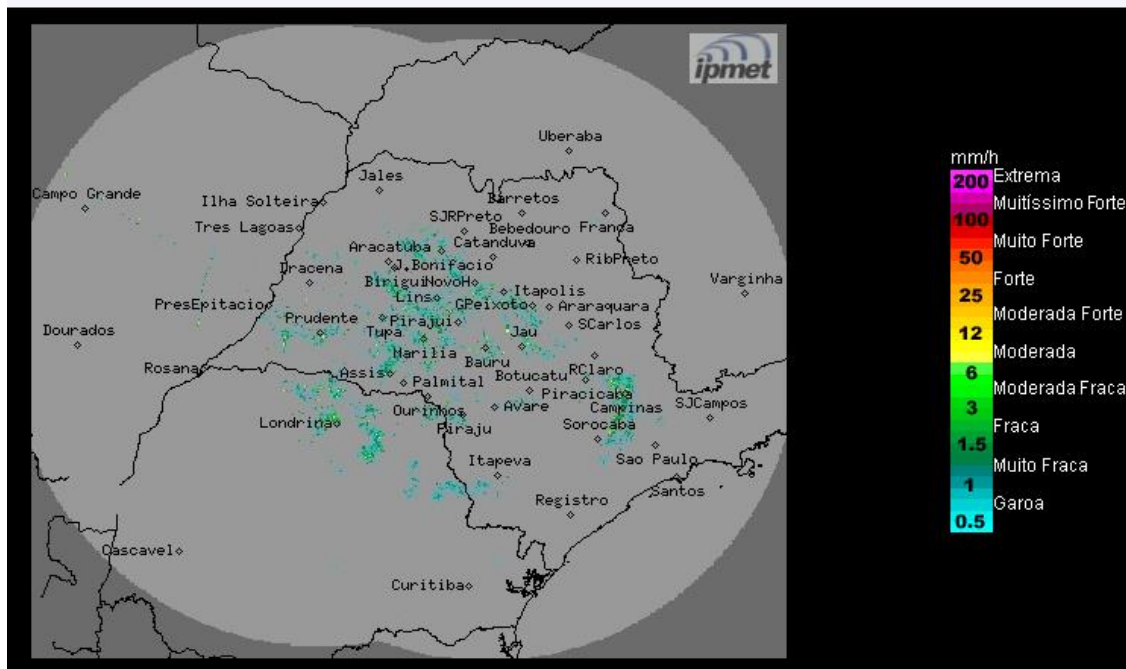 ipmet
Uberaba
Jales
Campo Grande
Ilha Solteira
Barretos
SJRPreto
Franca
Tres Lagoas
Bebedouro
Aracatuba
Catanduva
RibPreto
Dracena
J.Bonifacio
Varginha
Birigui
NovoH
Itapolis
Lins
PresEpitacio
GPeixoto
Araraquara
Prudente
Pirajui
SCarlos
Dourados
Tupa
Jau
Marilia
Bauru
Rosana
Assis
RClaro
Palmital
Botucatu
Piracicaba
Ourinhos
Avare
Campinas
SJCampos
Londrina
Piraju
Sorocaba
Itapeva
Sao Paulo
Santos
Registro
Cascavel
Curitiba
mm/h
200 Extrema
Muitíssimo Forte
100
Muito Forte
50
Forte
25
Moderada Forte
12
Moderada
6
Moderada Fraca
3
Fraca
1.5
Muito Fraca
1
Garoa
0.5